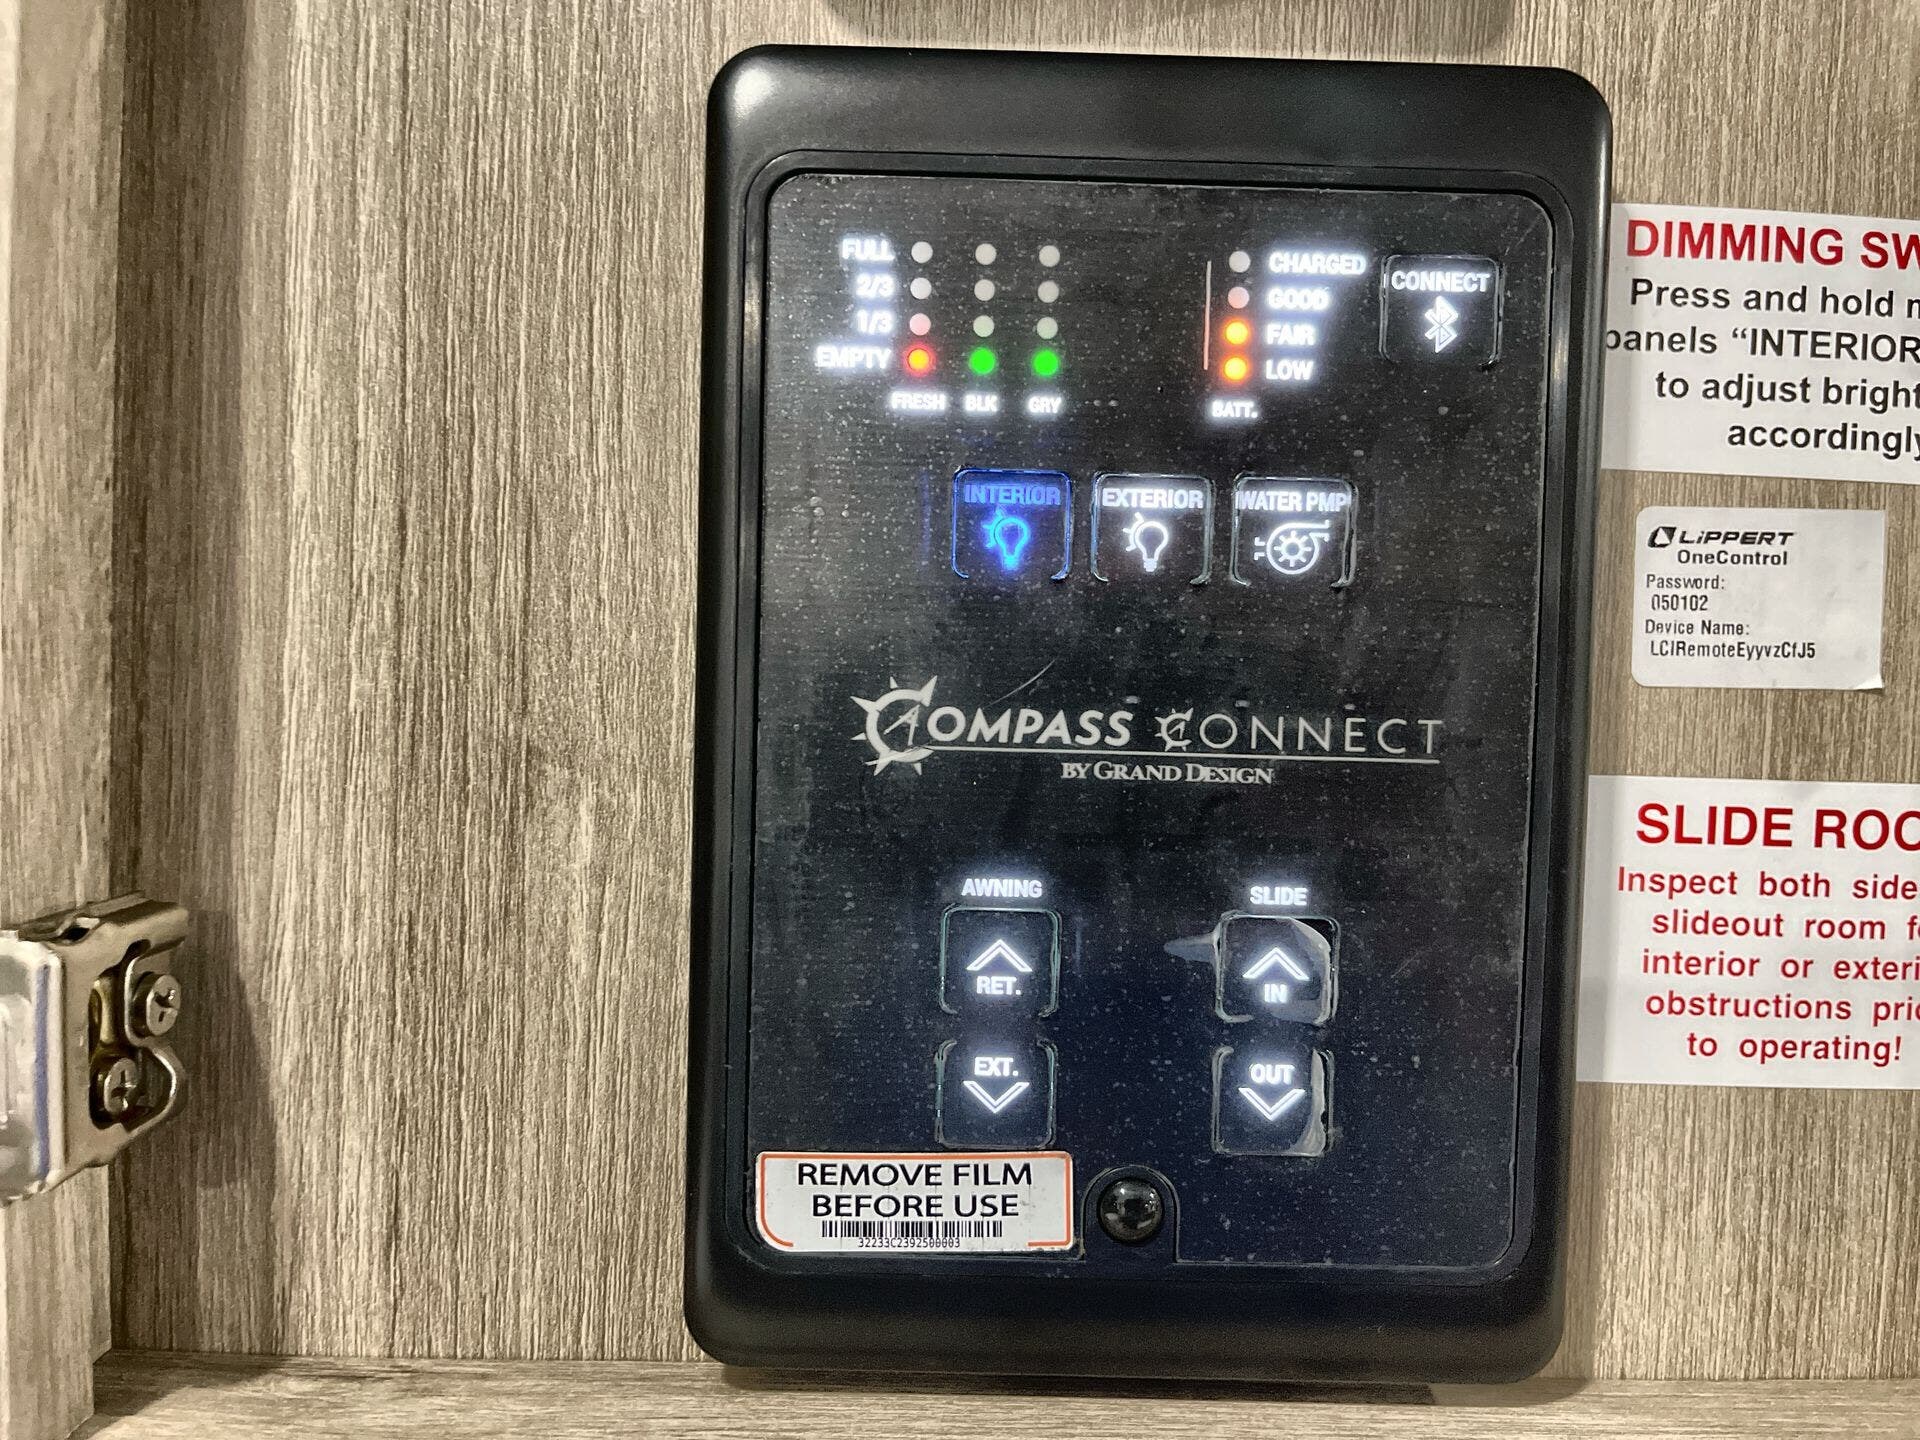 FULL
2/3
1/3
EMPTY
FRESH BLK GRY
CHARGED
GOOD
FAIR
LOW
BATT.
CONNECT
INTERIOR EXTERIOR WATER PMP
COMPASS CONNECT
BY GRAND DESIGN
AWNING
RET.
EXT.
SLIDE
IN
OUT
REMOVE FILM
BEFORE USE
32233C2392500003
DIMMING SW
Press and hold
panels “INTERIOR
to adjust bright
accordingly
LIPPERT
OneControl
Password:
050102
Device Name:
LCIRemoteEyyvzCfJ5
SLIDE ROO
Inspect both side
slideout room
interior or exteri
obstructions pri
to operating!